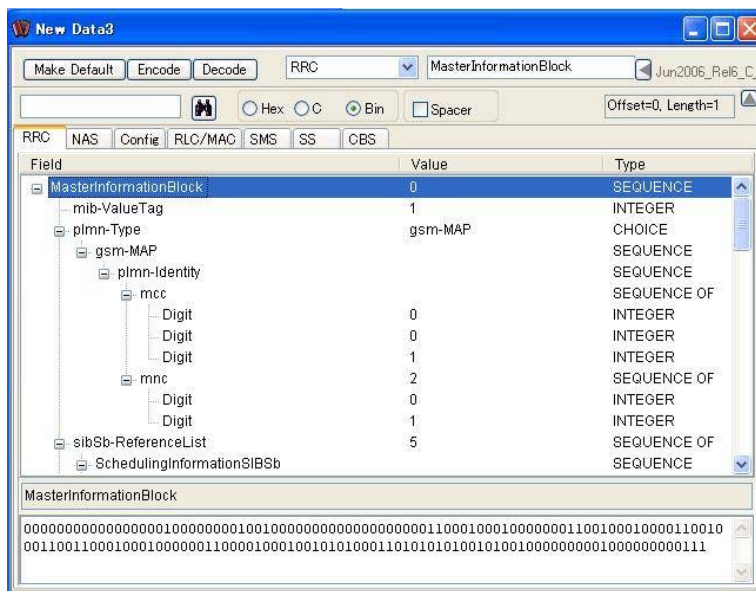 New Data3
Make Default Encode Decode RRC MasterInformationBlock Jun2006_Rel6_C_
Hex C Bin Spacer Offset=0, Length=1
RRC NAS Config RLC/MAC SMS SS CBS
Field Value Type
MasterInformationBlock 0 SEQUENCE
mib-ValueTag 1 INTEGER
plmn-Type gsm-MAP CHOICE
gsm-MAP SEQUENCE
plmn-Identity SEQUENCE
mcc SEQUENCE OF
Digit 0 INTEGER
Digit 0 INTEGER
Digit 1 INTEGER
mnc 2 SEQUENCE OF
Digit 0 INTEGER
Digit 1 INTEGER
sibSb-ReferenceList 5 SEQUENCE OF
SchedulingInformationSIBSb SEQUENCE
MasterInformationBlock